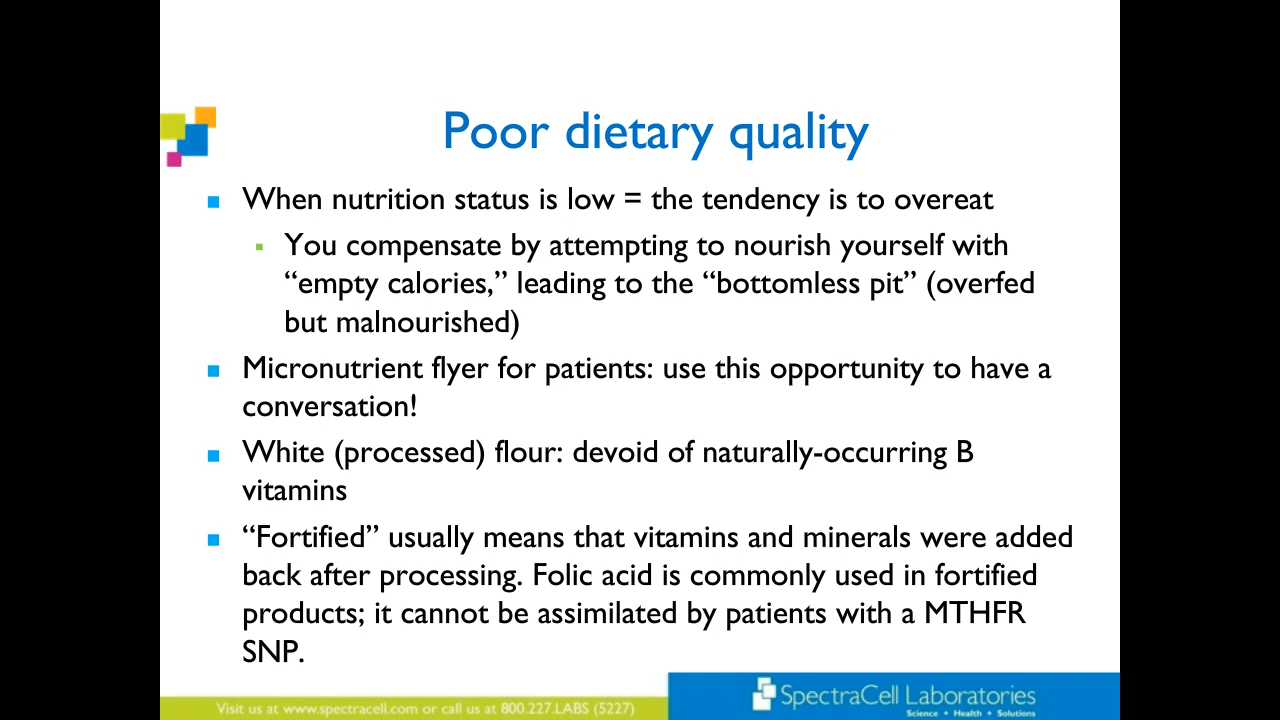 Poor dietary quality
When nutrition status is low = the tendency is to overeat
You compensate by attempting to nourish yourself with
“empty calories,” leading to the “bottomless pit” (overfed
but malnourished)
Micronutrient flyer for patients: use this opportunity to have a
conversation!
White (processed) flour: devoid of naturally-occurring B
vitamins
“Fortified” usually means that vitamins and minerals were added
back after processing. Folic acid is commonly used in fortified
products; it cannot be assimilated by patients with a MTHFR
SNP.
Visit us at www.spectracell.com or call us at 800.227.LABS (5227)
SpectraCell Laboratories
Science + Health + Solutions